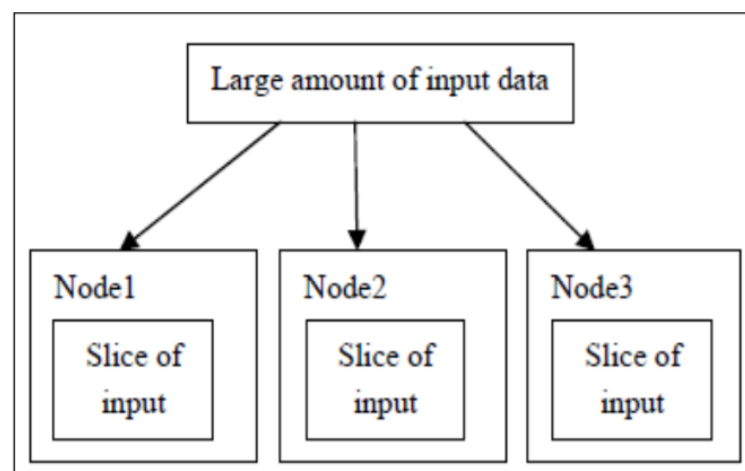 Large amount of input data
Node1
Node2
Node3
Slice of
input
Slice of
input
Slice of
input